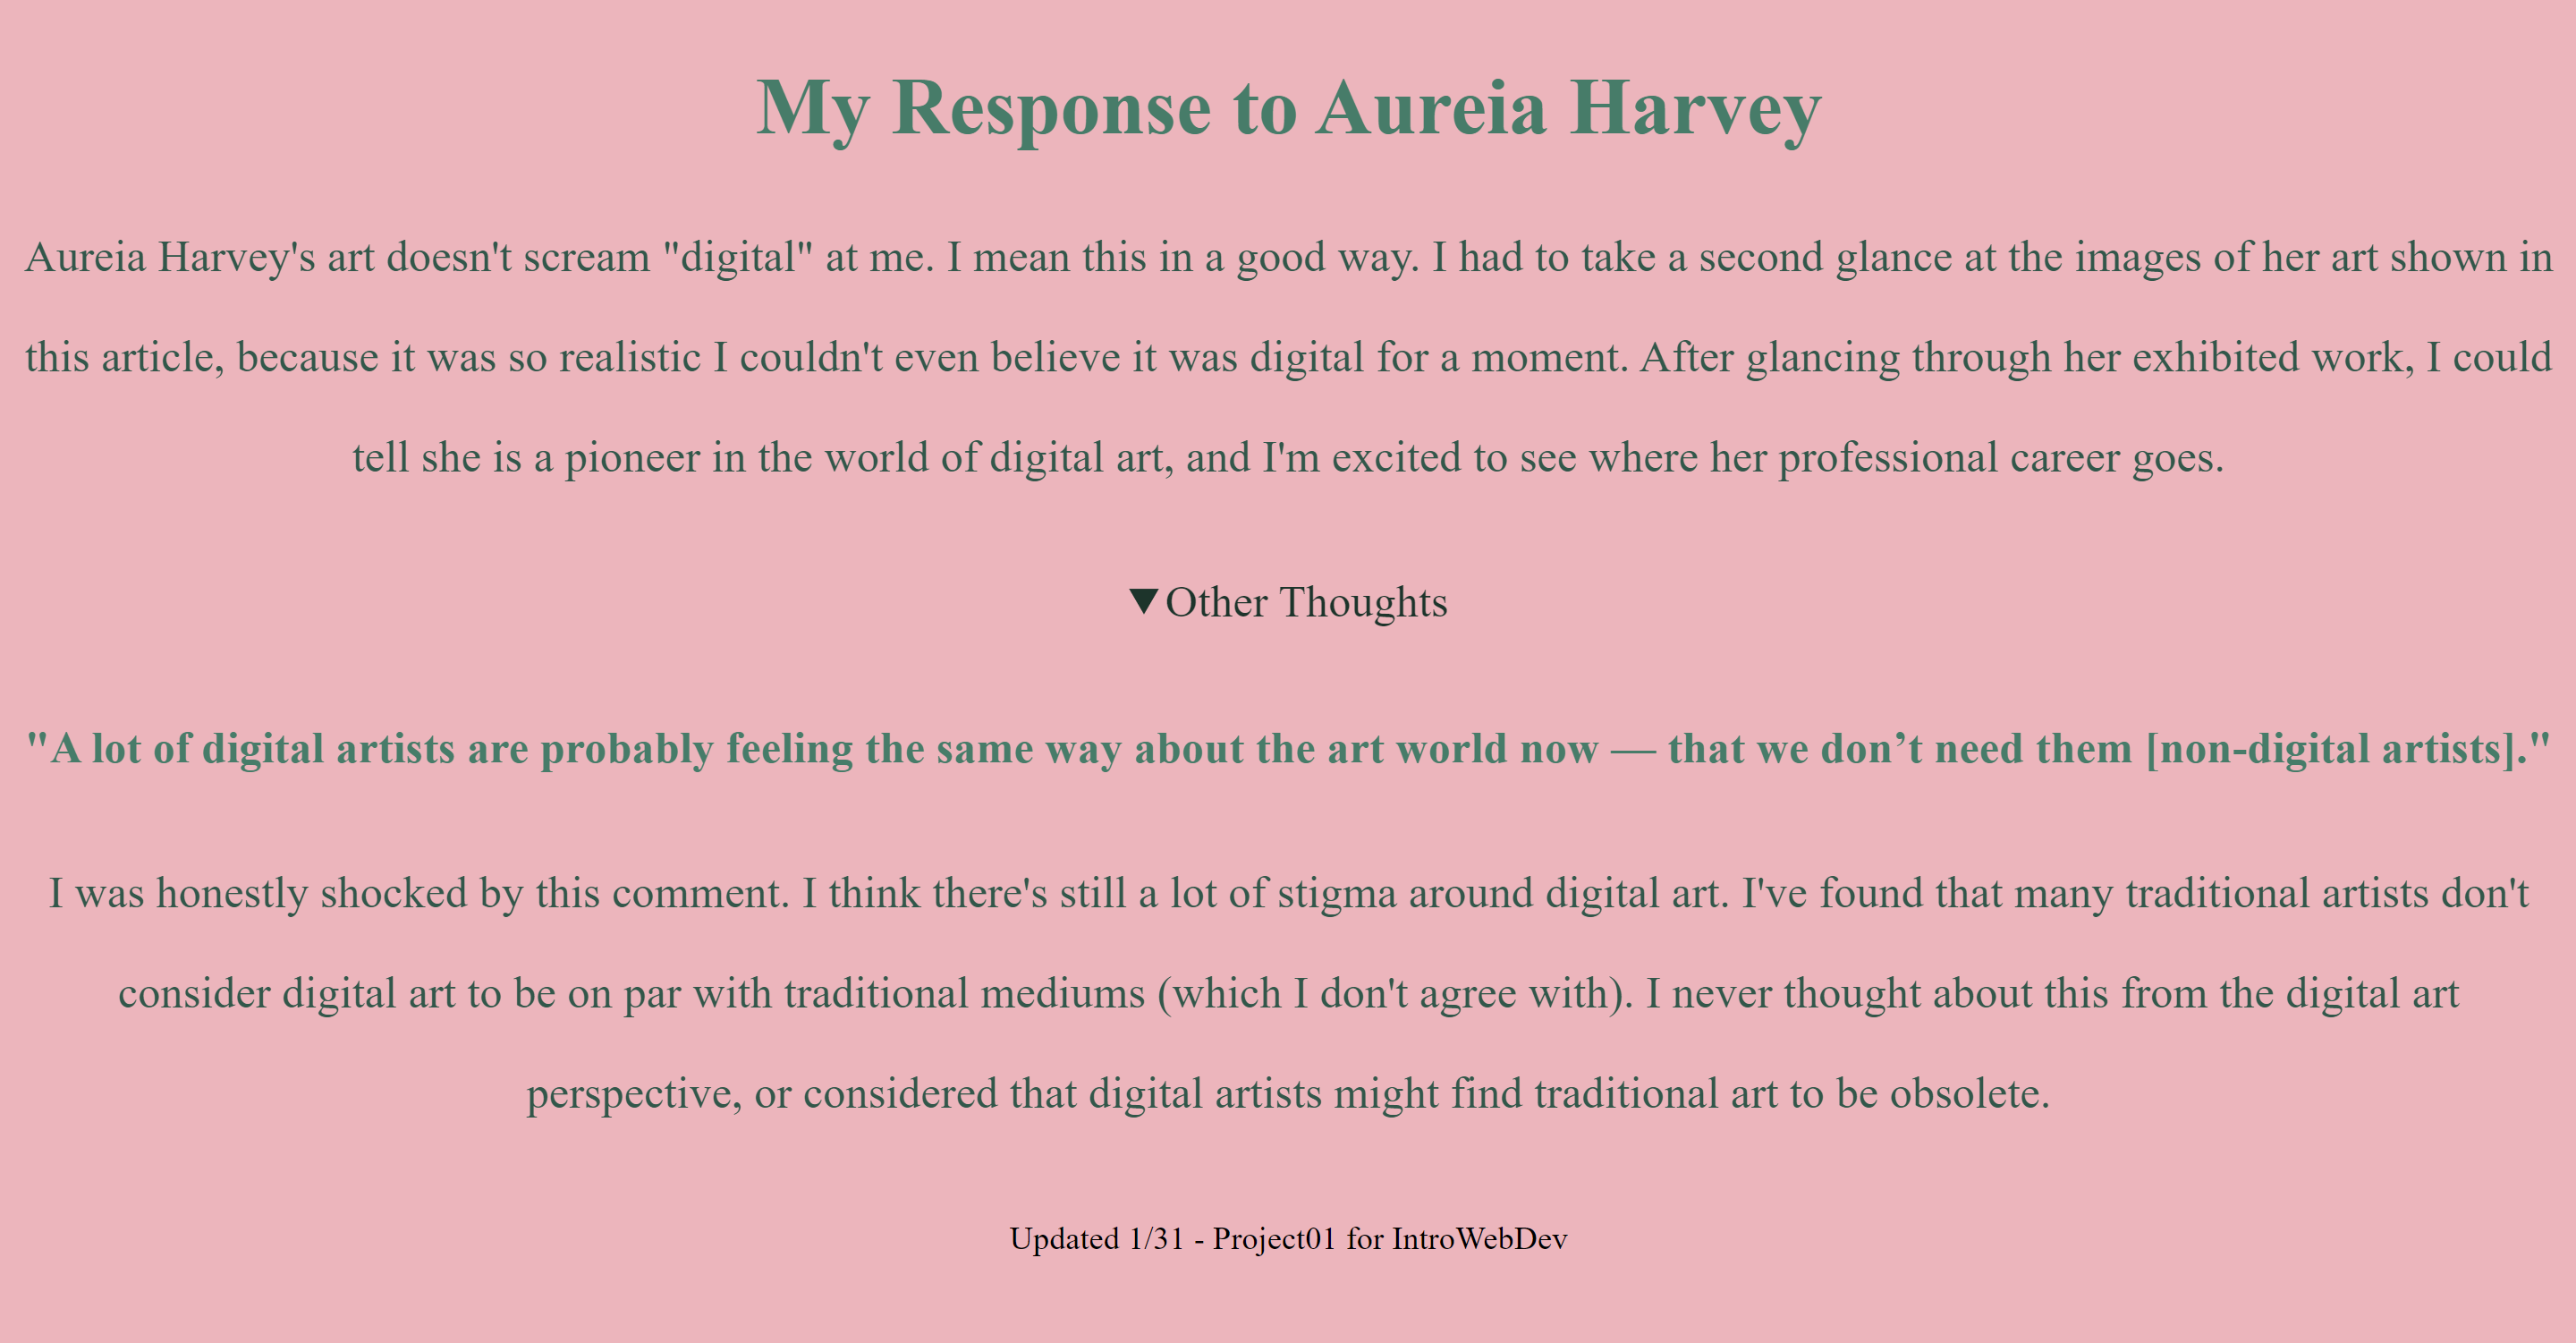 My Response to Aureia Harvey
Aureia Harvey's art doesn't scream "digital" at me. I mean this in a good way. I had to take a second glance at the images of her art shown in
this article, because it was so realistic I couldn't even believe it was digital for a moment. After glancing through her exhibited work, I could
tell she is a pioneer in the world of digital art, and I'm excited to see where her professional career goes.
▼Other Thoughts
"A lot of digital artists are probably feeling the same way about the art world now — that we don’t need them [non-digital artists]."
I was honestly shocked by this comment. I think there's still a lot of stigma around digital art. I've found that many traditional artists don't
consider digital art to be on par with traditional mediums (which I don't agree with). I never thought about this from the digital art
perspective, or considered that digital artists might find traditional art to be obsolete.
Updated 1/31 - Project01 for IntroWebDev